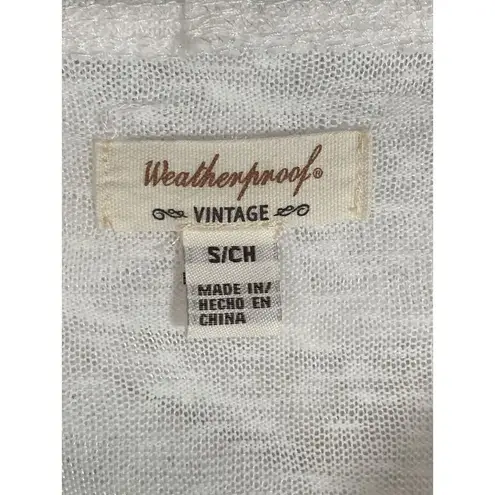 Weatherproof®
VINTAGE
S/CH
MADE IN/
HECHO EN
CHINA